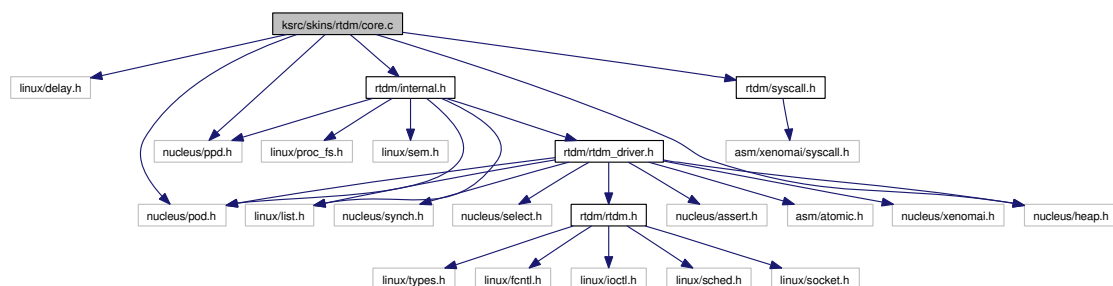 ksrc/skins/rtdm/core.c
linux/delay.h
rtdm/internal.h
rtdm/syscall.h
nucleus/ppd.h
linux/proc_fs.h
linux/sem.h
rtdm/rtdm_driver.h
asm/xenomai/syscall.h
nucleus/pod.h
linux/list.h
nucleus/synch.h
nucleus/select.h
rtdm/rtdm.h
nucleus/assert.h
asm/atomic.h
nucleus/xenomai.h
nucleus/heap.h
linux/types.h
linux/fcntl.h
linux/ioctl.h
linux/sched.h
linux/socket.h